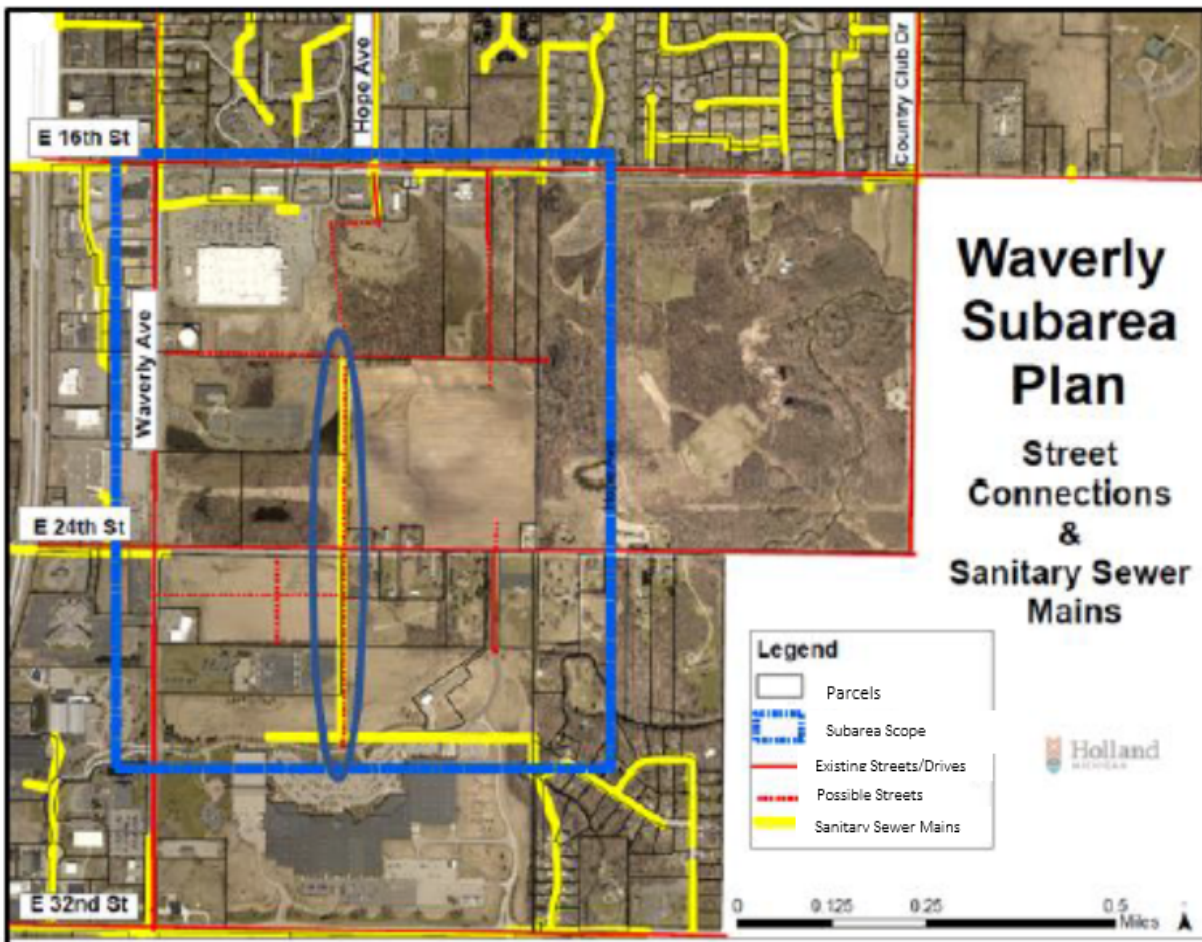 E 16th St
Hope Ave
Country Club Dr
Waverly Ave
E 24th St
E 32nd St
Waverly
Subarea
Plan
Street
Connections
&
Sanitary Sewer
Mains
Legend
Parcels
Subarea Scope
Existing Streets/Drives
Possible Streets
Sanitary Sewer Mains
Holland
MICHIGAN
0 0.125 0.25 0.5
Miles